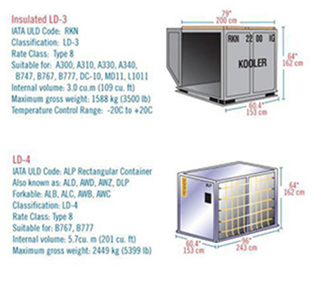 Insulated LD-3
IATA ULD Code: RKN
Classification: LD-3
Rate Class: Type 8
Suitable for: A300, A310, A330, A340,
B747, B767, B777, DC-10, MD11, L1011
Internal volume: 3.0 cu.m (109 cu. ft)
Maximum gross weight: 1588 kg (3500 lb)
Temperature Control Range: -20C to +20C
79"
200 cm
RKN 22 00 IG
KOOLER
64"
162 cm
60.4"
153 cm
LD-4
IATA ULD Code: ALP Rectangular Container
Also known as: ALD, AWD, AWZ, DLP
Forkable: ALB, ALC, AWB, AWC
Classification: LD-4
Rate Class: Type 8
Suitable for: B767, B777
Internal volume: 5.7cu. m (201 cu. ft)
Maximum gross weight: 2449 kg (5399 lb)
ALP
64"
162 cm
60.4"
153 cm
96"
243 cm